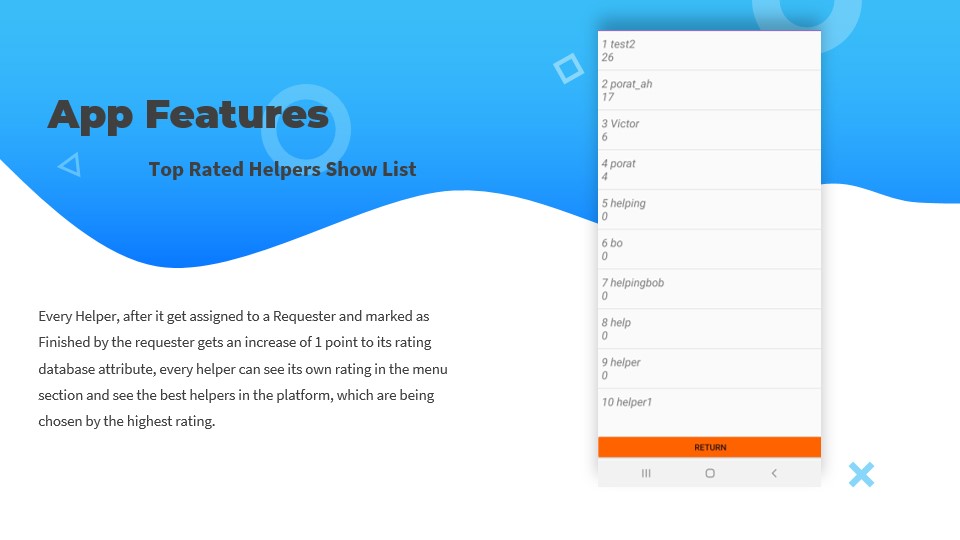 App Features
Top Rated Helpers Show List
Every Helper, after it get assigned to a Requester and marked as
Finished by the requester gets an increase of 1 point to its rating
database attribute, every helper can see its own rating in the menu
section and see the best helpers in the platform, which are being
chosen by the highest rating.
1 test2
26
2 porat_ah
17
3 Victor
6
4 porat
4
5 helping
0
6 bo
0
7 helpingbob
0
8 help
0
9 helper
0
10 helper1
RETURN